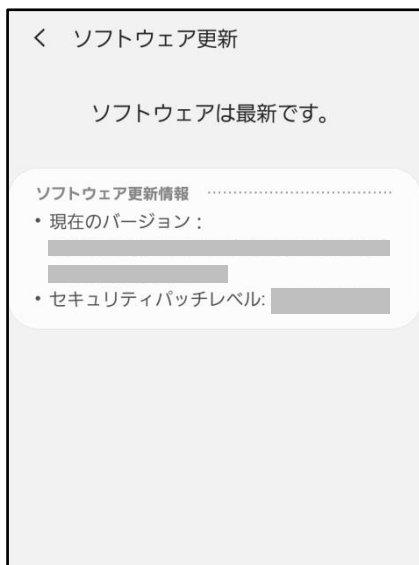 ソフトウェア更新
ソフトウェアは最新です。
ソフトウェア更新情報
・現在のバージョン :
・セキュリティパッチレベル: